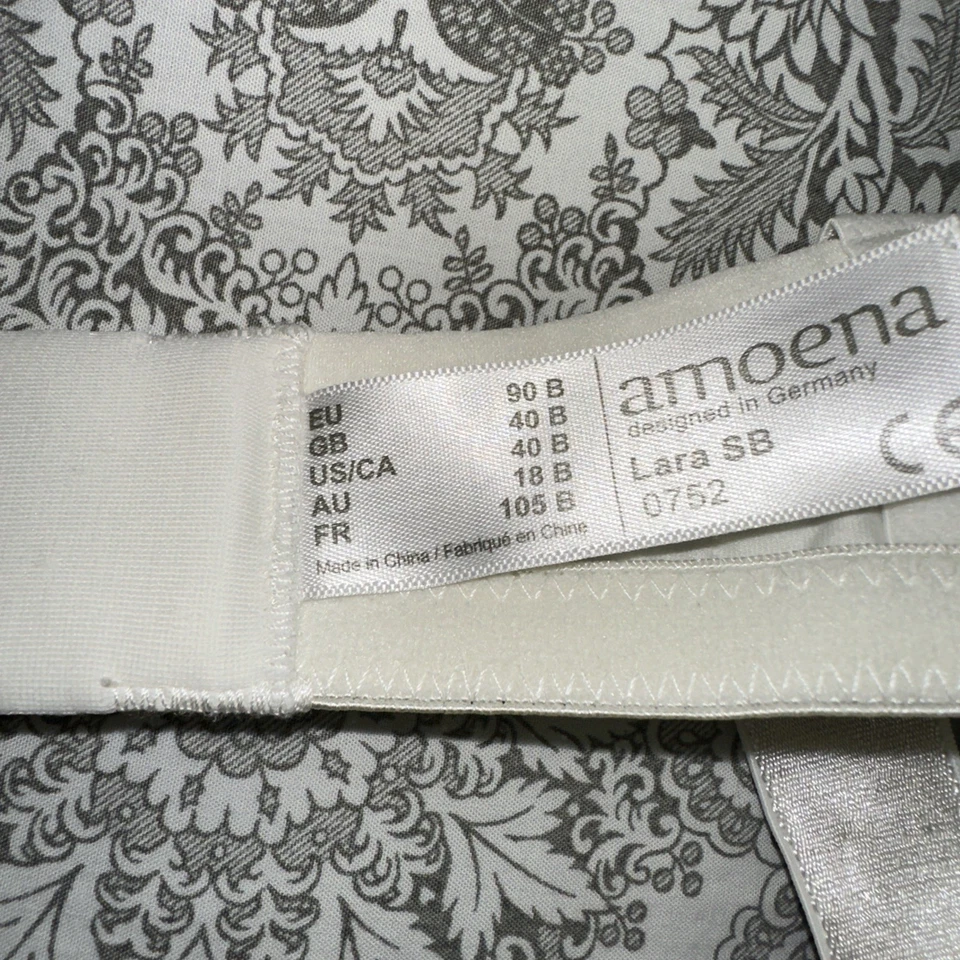 EU 90 B
GB 40 B
US/CA 40 B
AU 18 B
FR 105 B
Made in China / Fabriqué en Chine
amoena
designed in Germany
Lara SB
0752
CE